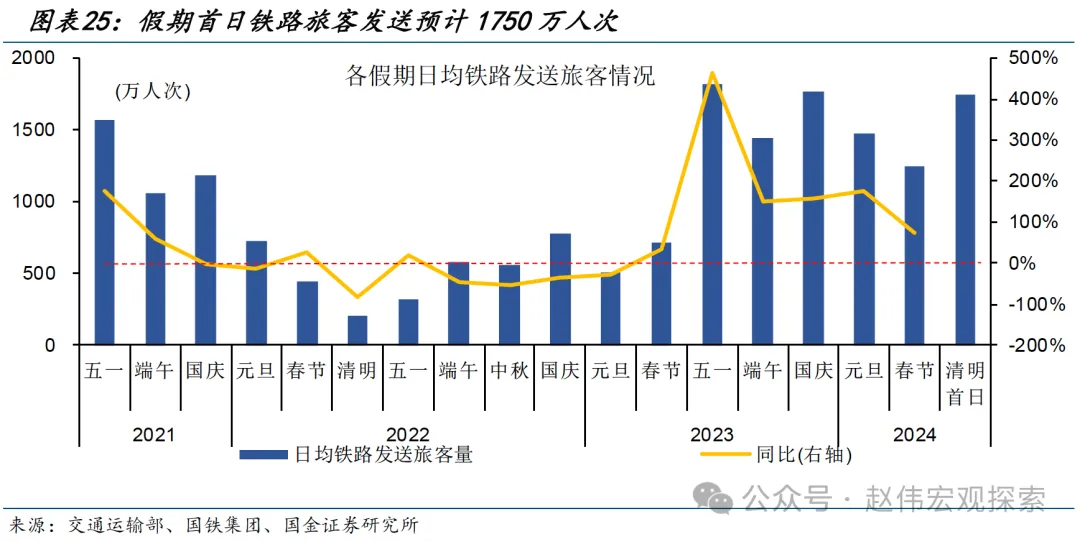 图表25：假期首日铁路旅客发送预计 1750 万人次
各假期日均铁路发送旅客情况
(万人次)
2000
1500
1000
500
0
500%
400%
300%
200%
100%
0%
-100%
-200%
五一 端午 国庆 元旦 春节 清明 五一 端午 中秋 国庆 元旦 春节 五一 端午 国庆 元旦 春节 清明
首日
2021 2022 2023 2024
日均铁路发送旅客量 同比(右轴)
公众号·赵伟宏观探索
来源：交通运输部、国铁集团、国金证券研究所